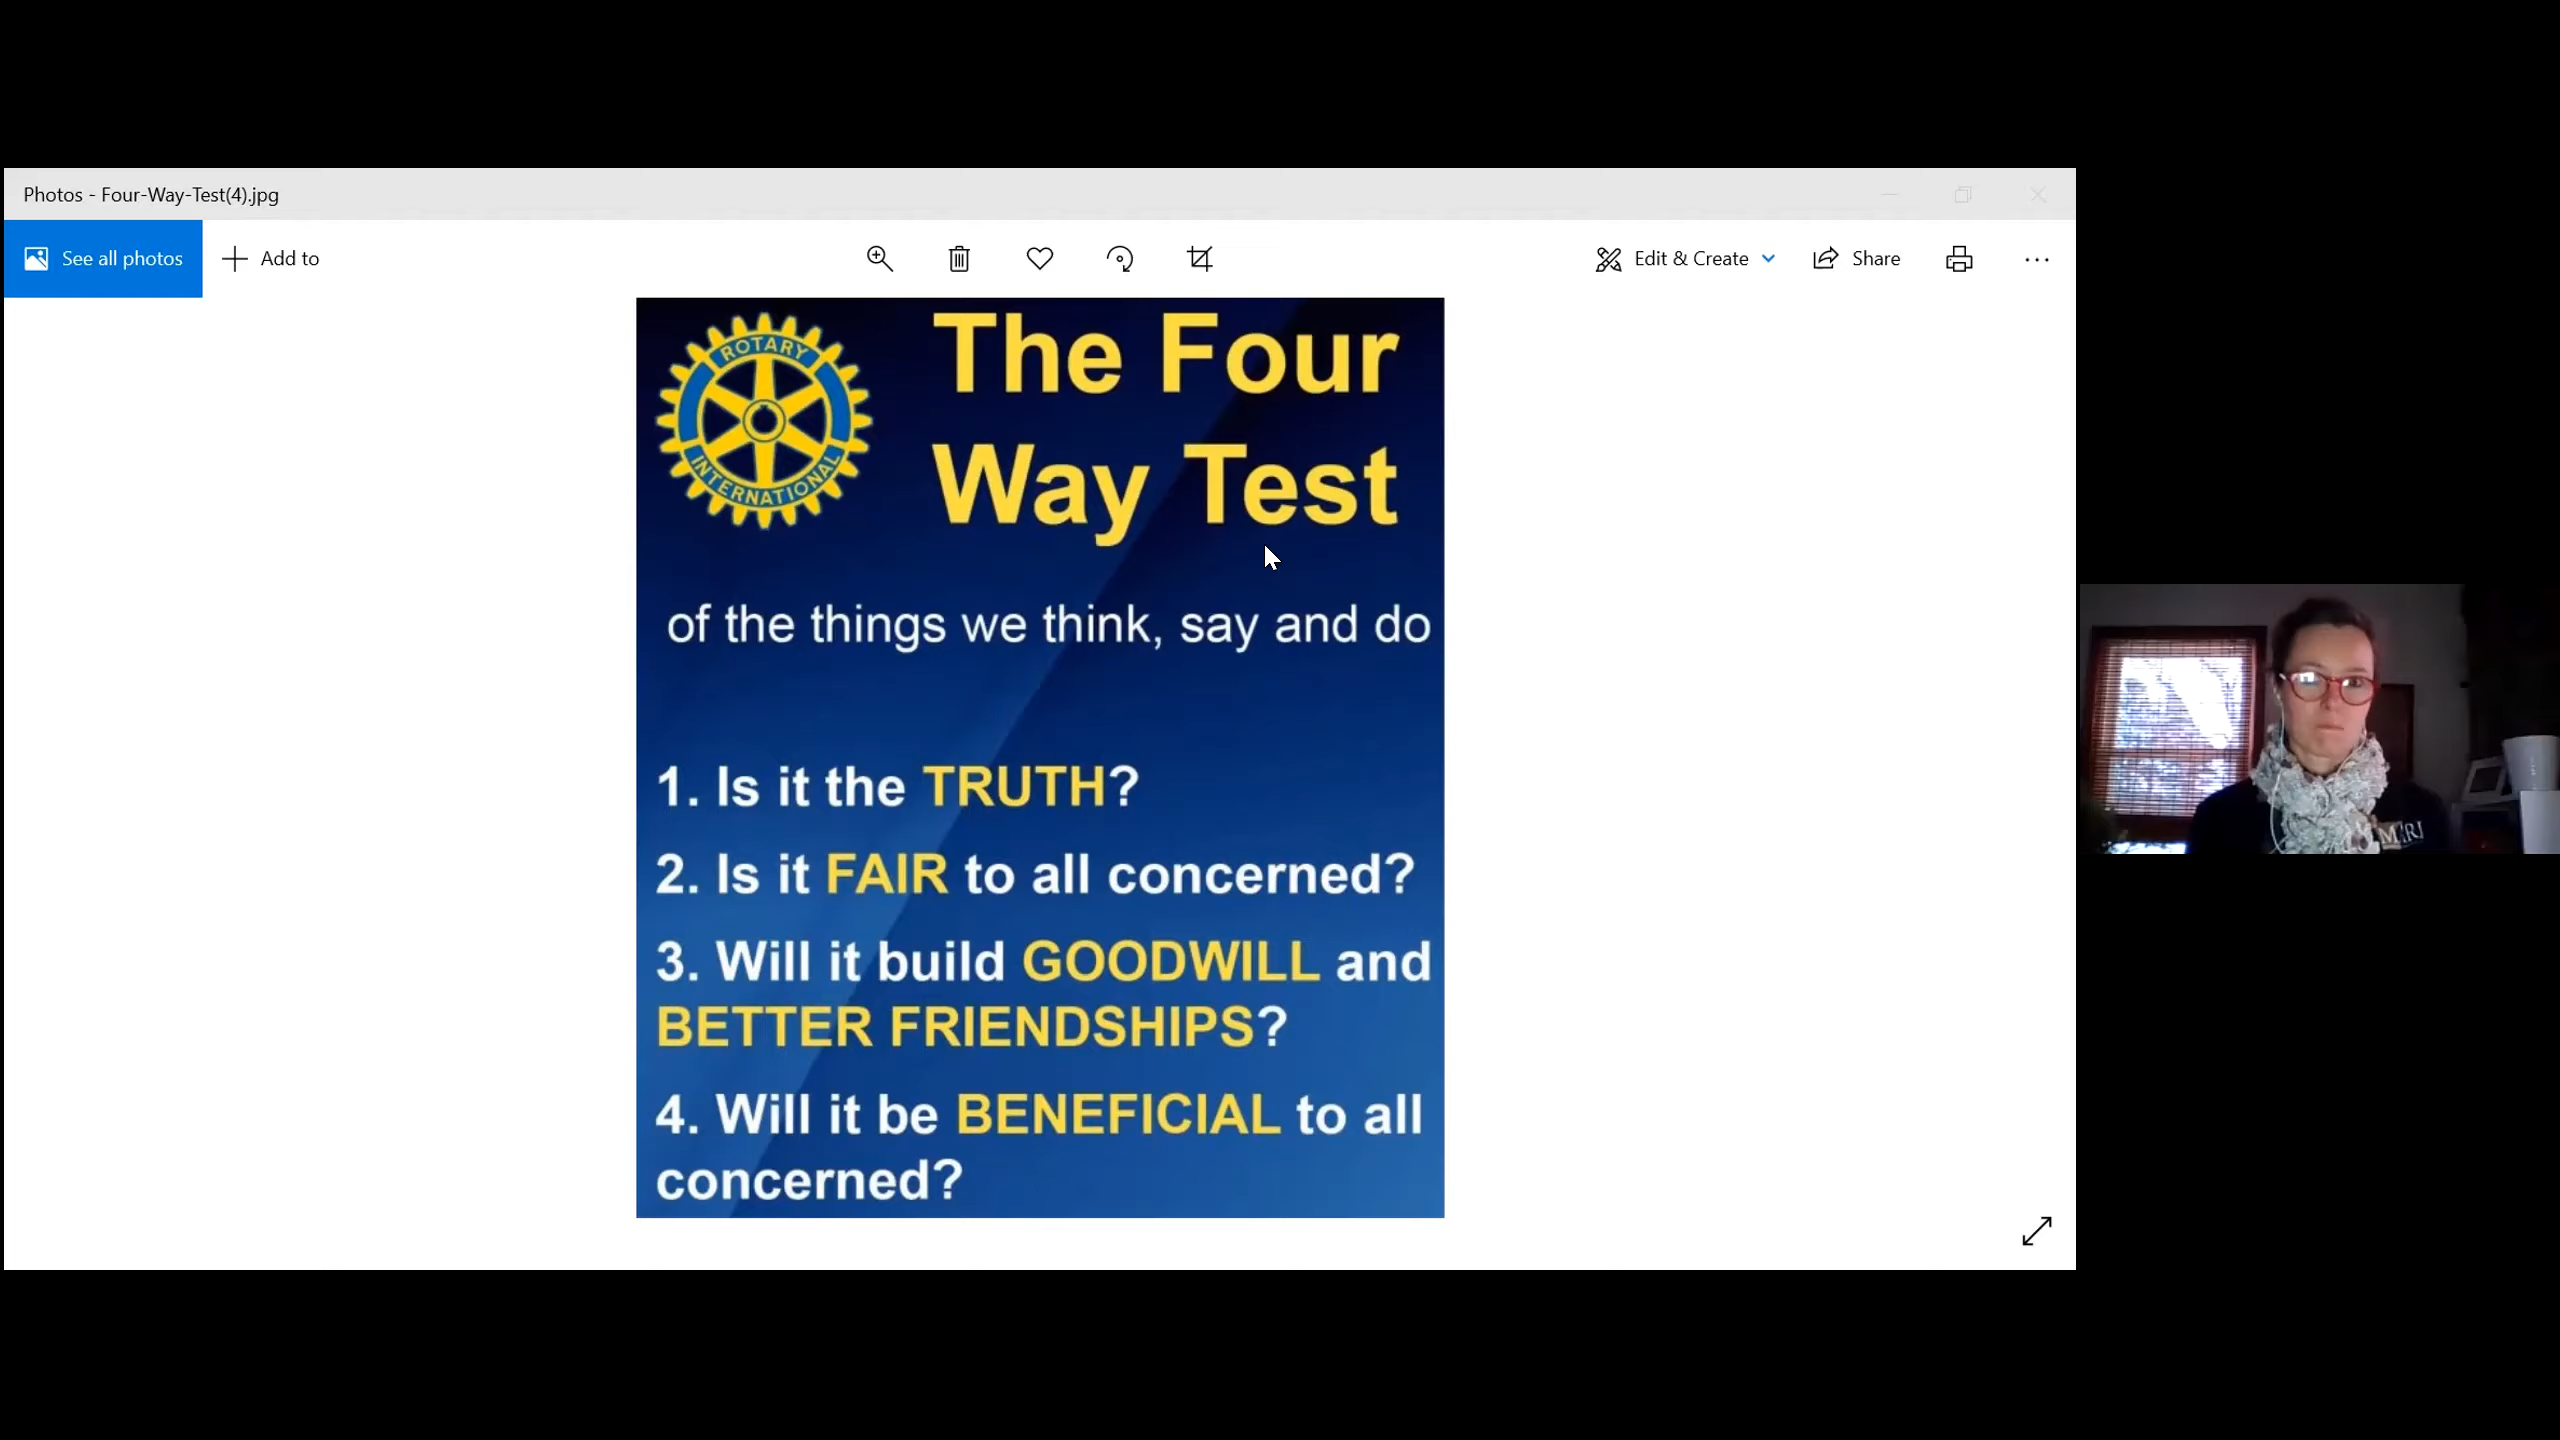 Photos - Four-Way-Test(4).jpg
See all photos
Add to
Edit & Create
Share
ROTARY
INTERNATIONAL
The Four
Way Test
of the things we think, say and do
1. Is it the TRUTH?
2. Is it FAIR to all concerned?
3. Will it build GOODWILL and
BETTER FRIENDSHIPS?
4. Will it be BENEFICIAL to all
concerned?